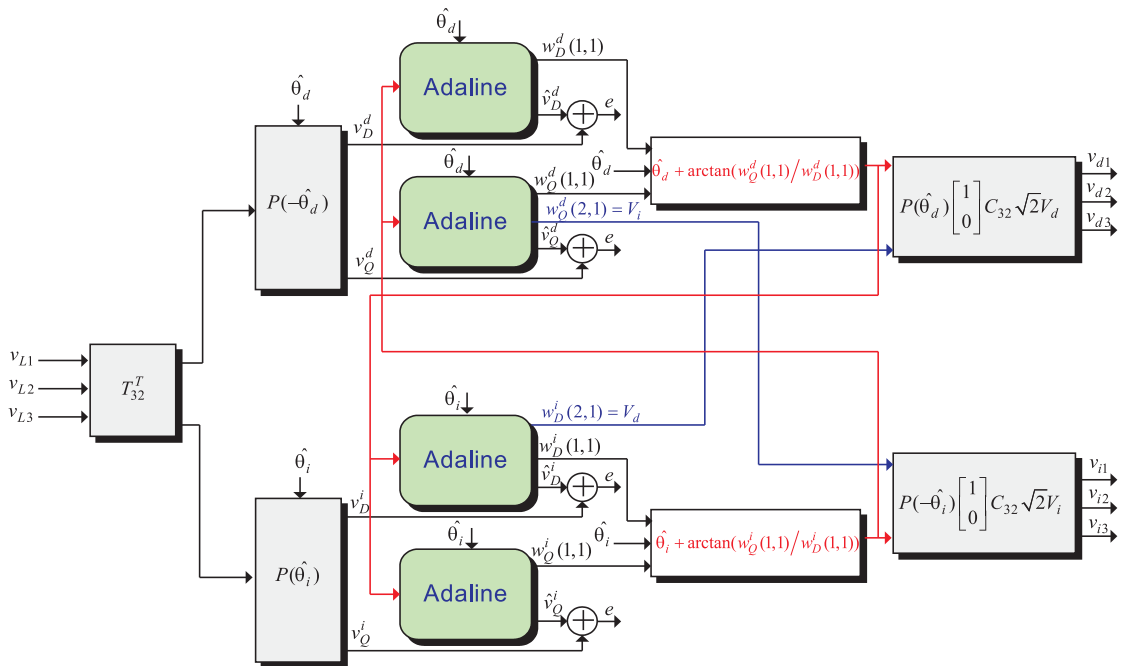 θ̂_d
w_D^d(1,1)
Adaline
v̂_D^d
e
θ̂_d
v_D^d
P(−θ̂_d)
v_Q^d
θ̂_d
w_Q^d(1,1)
w_Q^d(2,1) = V_i
Adaline
v̂_Q^d
e
θ̂_d
θ̂_d + arctan(w_Q^d(1,1)/w_D^d(1,1))
P(θ̂_d) [1 0] C_32 √2 V_d
v_d1
v_d2
v_d3
v_L1
v_L2
v_L3
T_32^T
θ̂_i
w_D^i(2,1) = V_d
w_D^i(1,1)
Adaline
v̂_D^i
e
θ̂_i
v_D^i
P(θ̂_i)
v_Q^i
θ̂_i
w_Q^i(1,1)
Adaline
v̂_Q^i
e
θ̂_i
θ̂_i + arctan(w_Q^i(1,1)/w_D^i(1,1))
P(−θ̂_i) [1 0] C_32 √2 V_i
v_i1
v_i2
v_i3